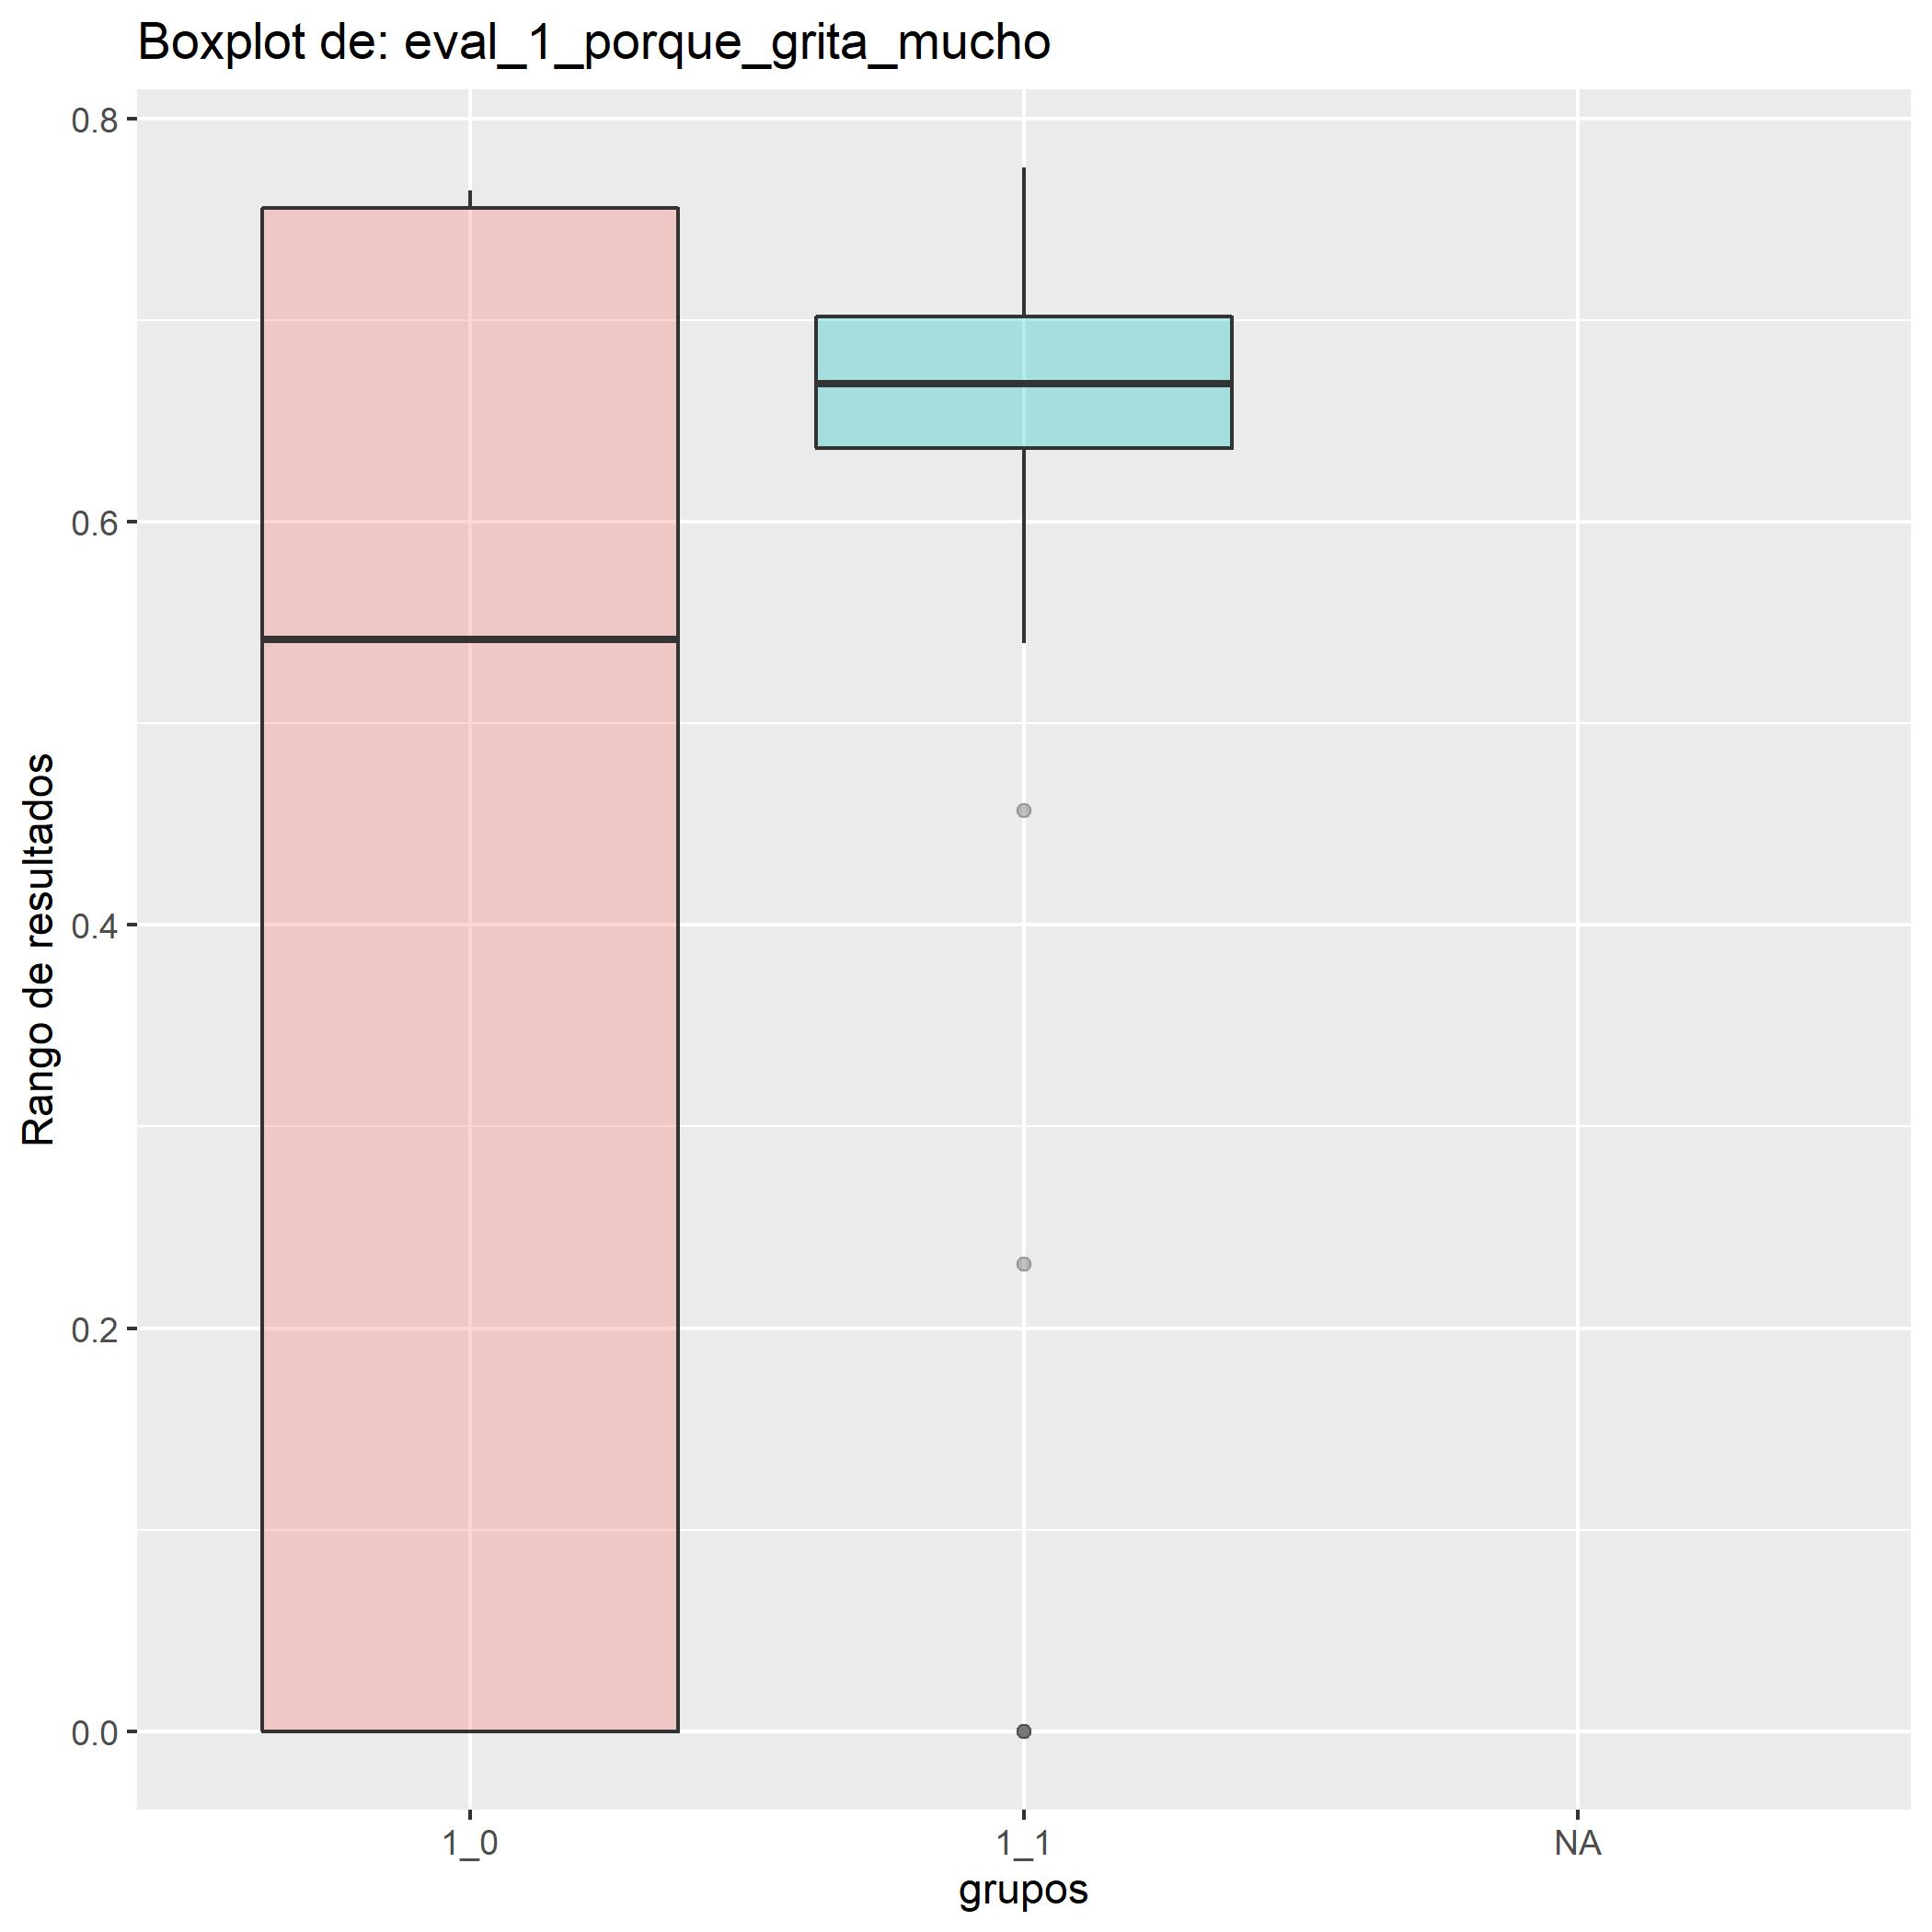 Boxplot de: eval_1_porque_grita_mucho
Rango de resultados
0.8
0.6
0.4
0.2
0.0
1_0 1_1 NA
grupos